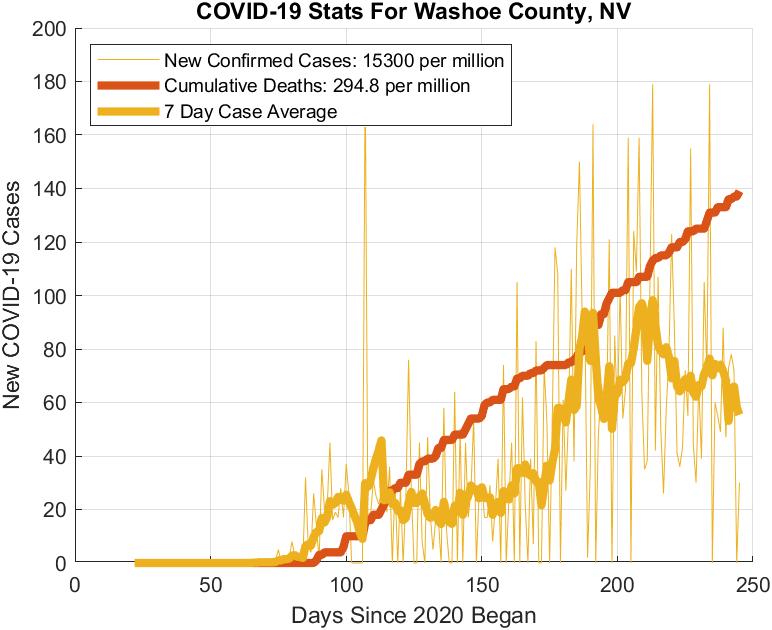 COVID-19 Stats For Washoe County, NV
200
180
160
140
120
100
80
60
40
20
0
New COVID-19 Cases
New Confirmed Cases: 15300 per million
Cumulative Deaths: 294.8 per million
7 Day Case Average
0 50 100 150 200 250
Days Since 2020 Began